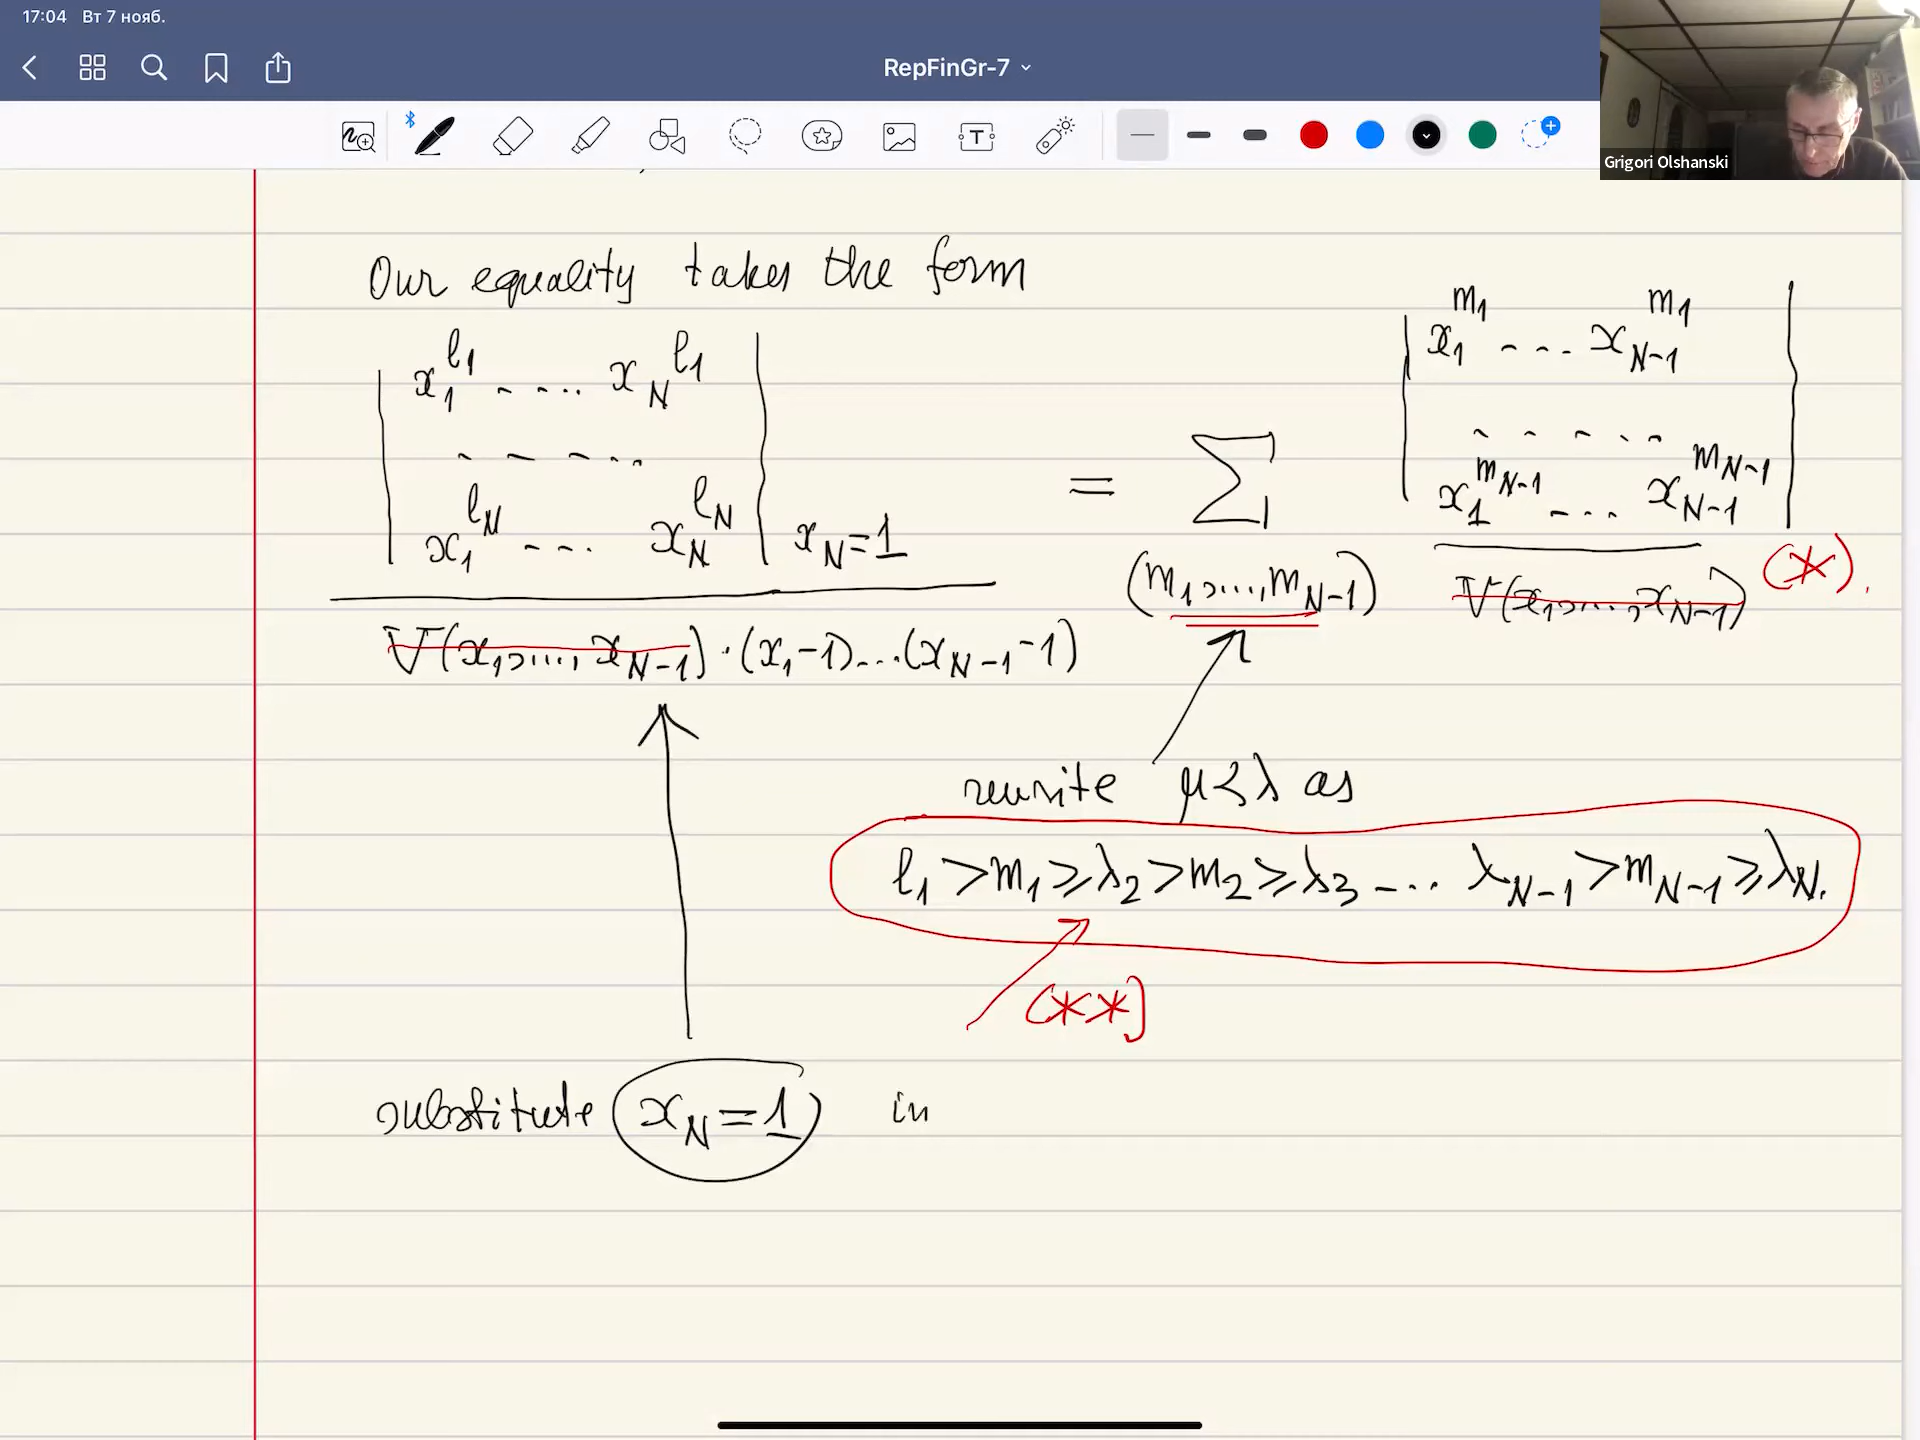 17:04 Вт 7 нояб.
RepFinGr-7
Grigori Olshanski
Our equality takes the form
| x_1^{l_1} - - ... x_N^{l_1} |
- - - ...
| x_1^{l_N} - - ... x_N^{l_N} | x_N=1
V(x_1,...,x_{N-1}) · (x_1-1)...(x_{N-1}-1)
= Σ
(m_1,...,m_{N-1})
| x_1^{m_1} - - ... x_{N-1}^{m_1} |
- - - - ...
| x_1^{m_{N-1}} - ... x_{N-1}^{m_{N-1}} |
V(x_1,...,x_{N-1}) (*).
rewrite μ≺λ as
l_1 > m_1 ⩾ λ_2 > m_2 ⩾ λ_3 - ... λ_{N-1} > m_{N-1} ⩾ λ_N.
(**)
substitute x_N=1 in